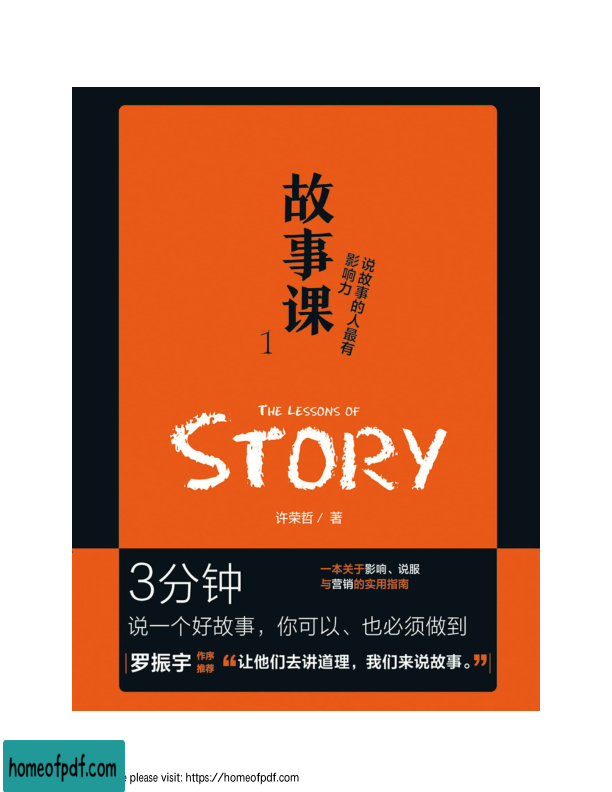 故事课
1
说故事的人最有
影响力
THE LESSONS OF
STORY
许荣哲 / 著
3分钟
一本关于影响、说服
与营销的实用指南
说一个好故事，你可以、也必须做到
罗振宇 作序推荐 “让他们去讲道理，我们来说故事。”
homeofpdf.com
please visit: https://homeofpdf.com